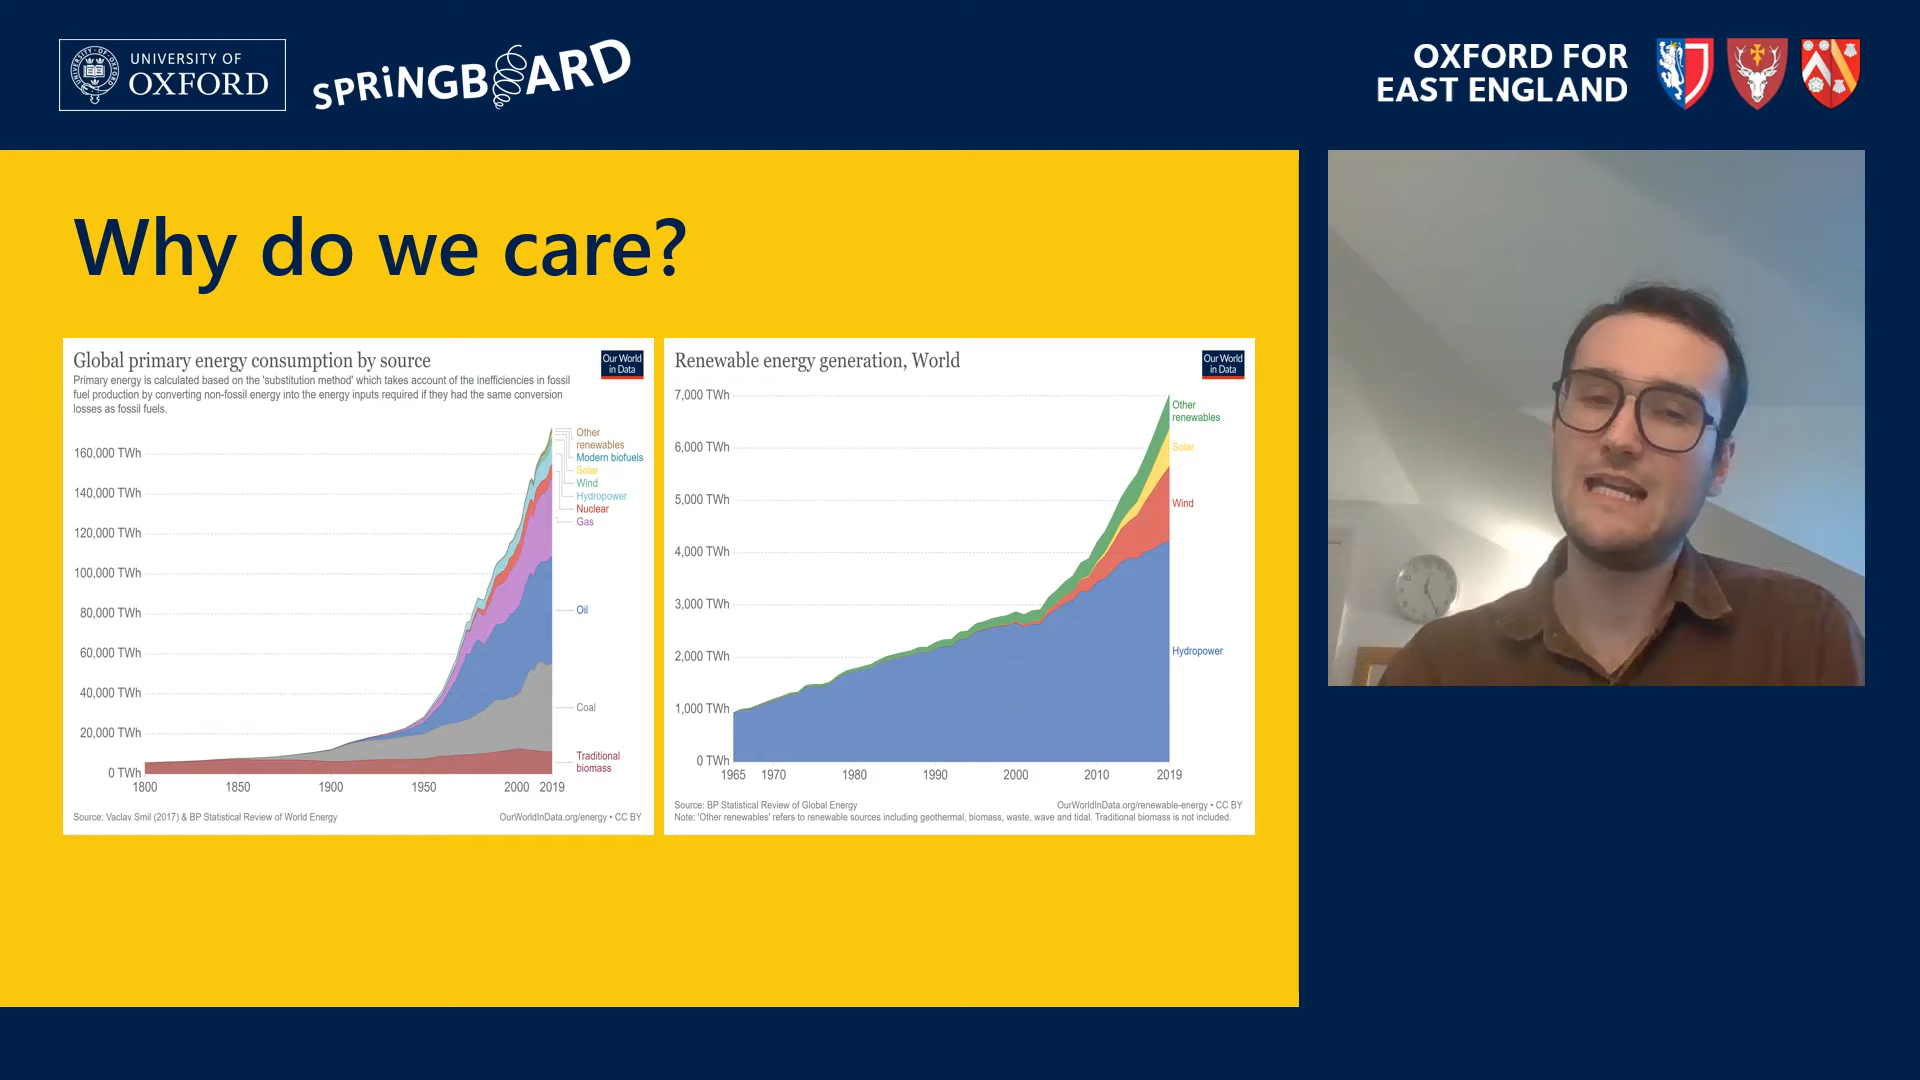 UNIVERSITY OF
OXFORD
SPRiNGBOARD
OXFORD FOR
EAST ENGLAND
Why do we care?
Global primary energy consumption by source
Our World
in Data
Primary energy is calculated based on the 'substitution method' which takes account of the inefficiencies in fossil
fuel production by converting non-fossil energy into the energy inputs required if they had the same conversion
losses as fossil fuels.
160,000 TWh
140,000 TWh
120,000 TWh
100,000 TWh
80,000 TWh
60,000 TWh
40,000 TWh
20,000 TWh
0 TWh
1800 1850 1900 1950 2000 2019
Other
renewables
Modern biofuels
Solar
Wind
Hydropower
Nuclear
Gas
Oil
Coal
Traditional
biomass
Source: Vaclav Smil (2017) & BP Statistical Review of World Energy
OurWorldInData.org/energy • CC BY
Renewable energy generation, World
Our World
in Data
7,000 TWh
6,000 TWh
5,000 TWh
4,000 TWh
3,000 TWh
2,000 TWh
1,000 TWh
0 TWh
1965 1970 1980 1990 2000 2010 2019
Other
renewables
Solar
Wind
Hydropower
Source: BP Statistical Review of Global Energy
OurWorldInData.org/renewable-energy • CC BY
Note: 'Other renewables' refers to renewable sources including geothermal, biomass, waste, wave and tidal. Traditional biomass is not included.